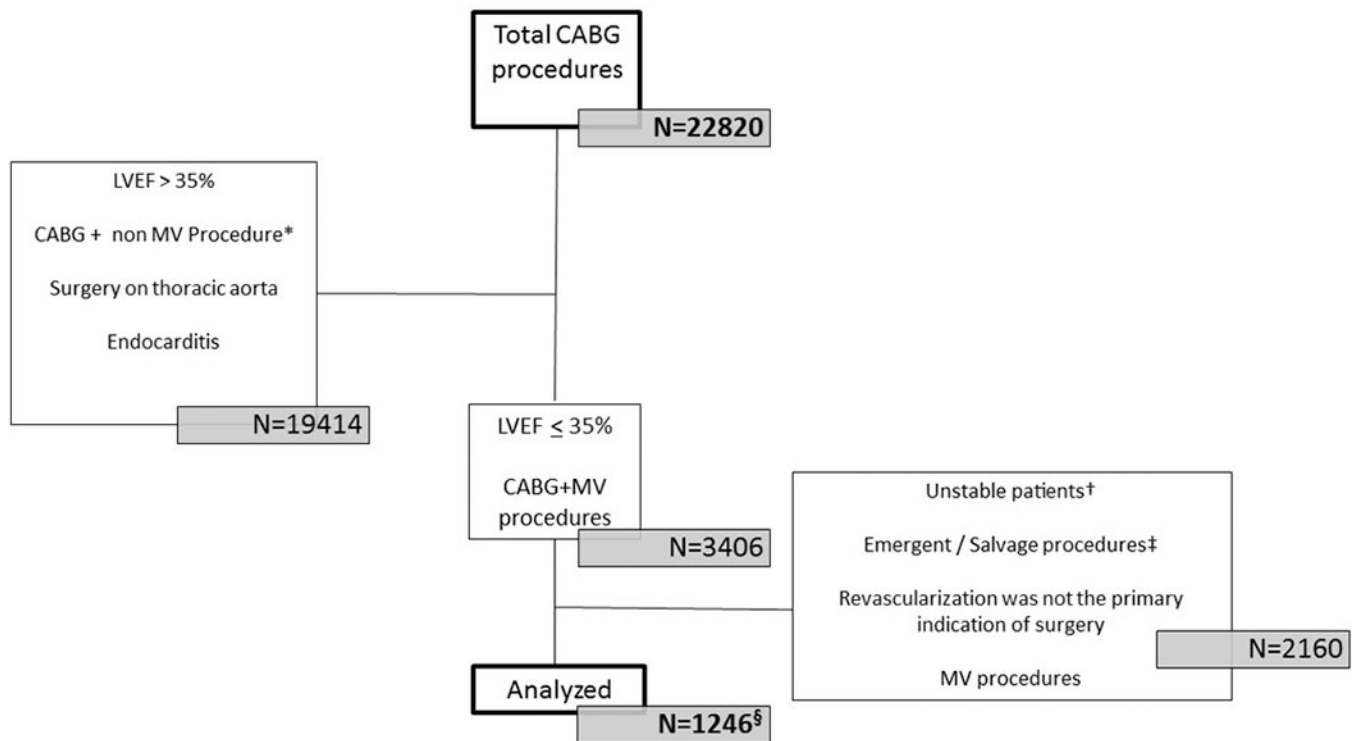 Total CABG
procedures
N=22820
LVEF > 35%
CABG + non MV Procedure*
Surgery on thoracic aorta
Endocarditis
N=19414
LVEF ≤ 35%
CABG+MV
procedures
N=3406
Unstable patients†
Emergent / Salvage procedures‡
Revascularization was not the primary
indication of surgery
MV procedures
N=2160
Analyzed
N=1246§